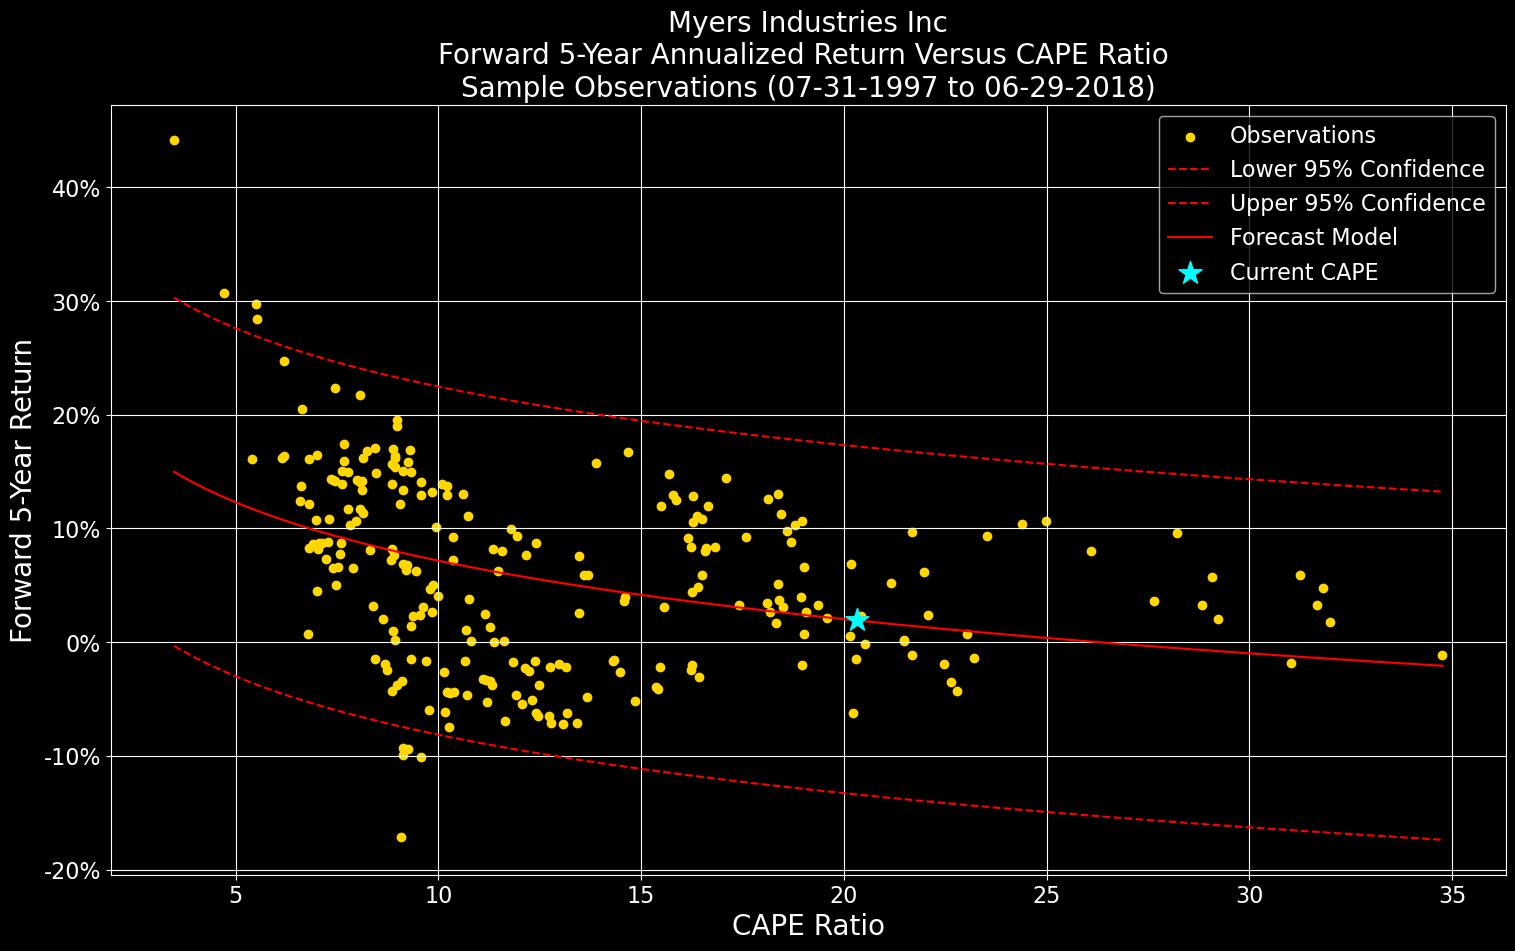 Myers Industries Inc
Forward 5-Year Annualized Return Versus CAPE Ratio
Sample Observations (07-31-1997 to 06-29-2018)
Observations
Lower 95% Confidence
Upper 95% Confidence
Forecast Model
Current CAPE
Forward 5-Year Return
40%
30%
20%
10%
0%
-10%
-20%
5 10 15 20 25 30 35
CAPE Ratio